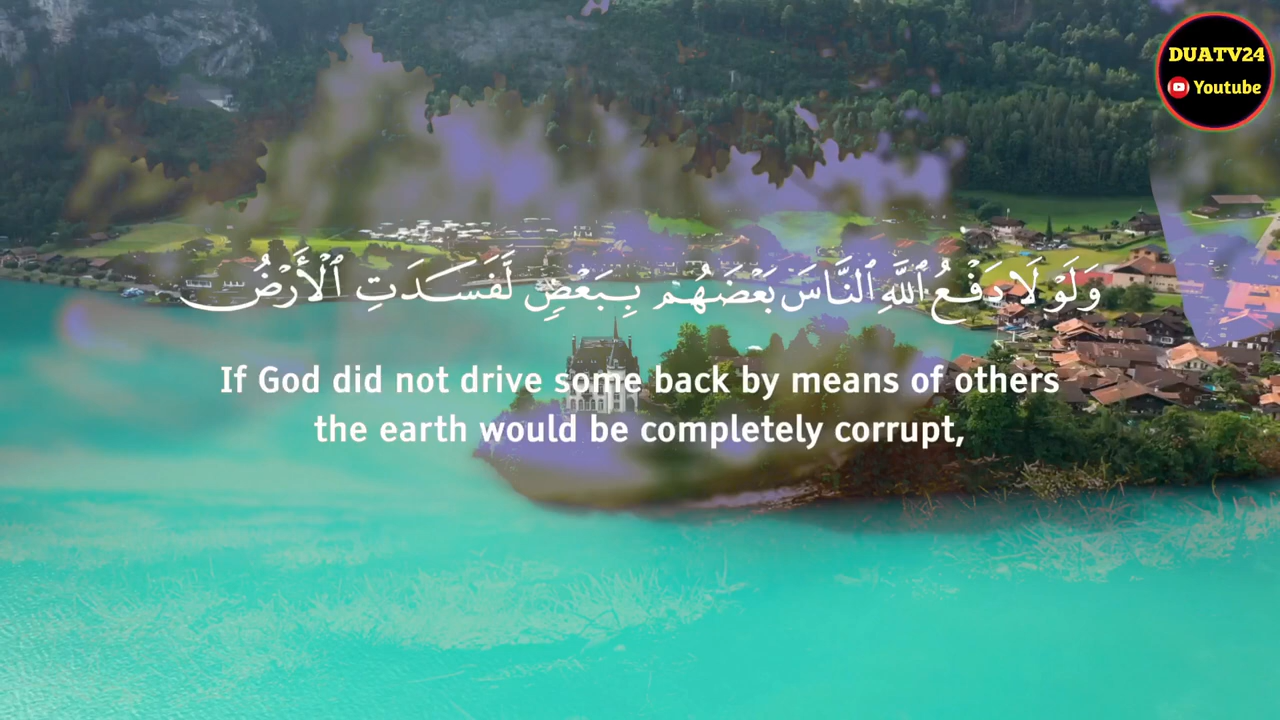 DUATV24
Youtube
وَلَوْلَا دَفْعُ ٱللَّهِ ٱلنَّاسَ بَعْضَهُم بِبَعْضٍ لَّفَسَدَتِ ٱلْأَرْضُ
If God did not drive some back by means of others
the earth would be completely corrupt,